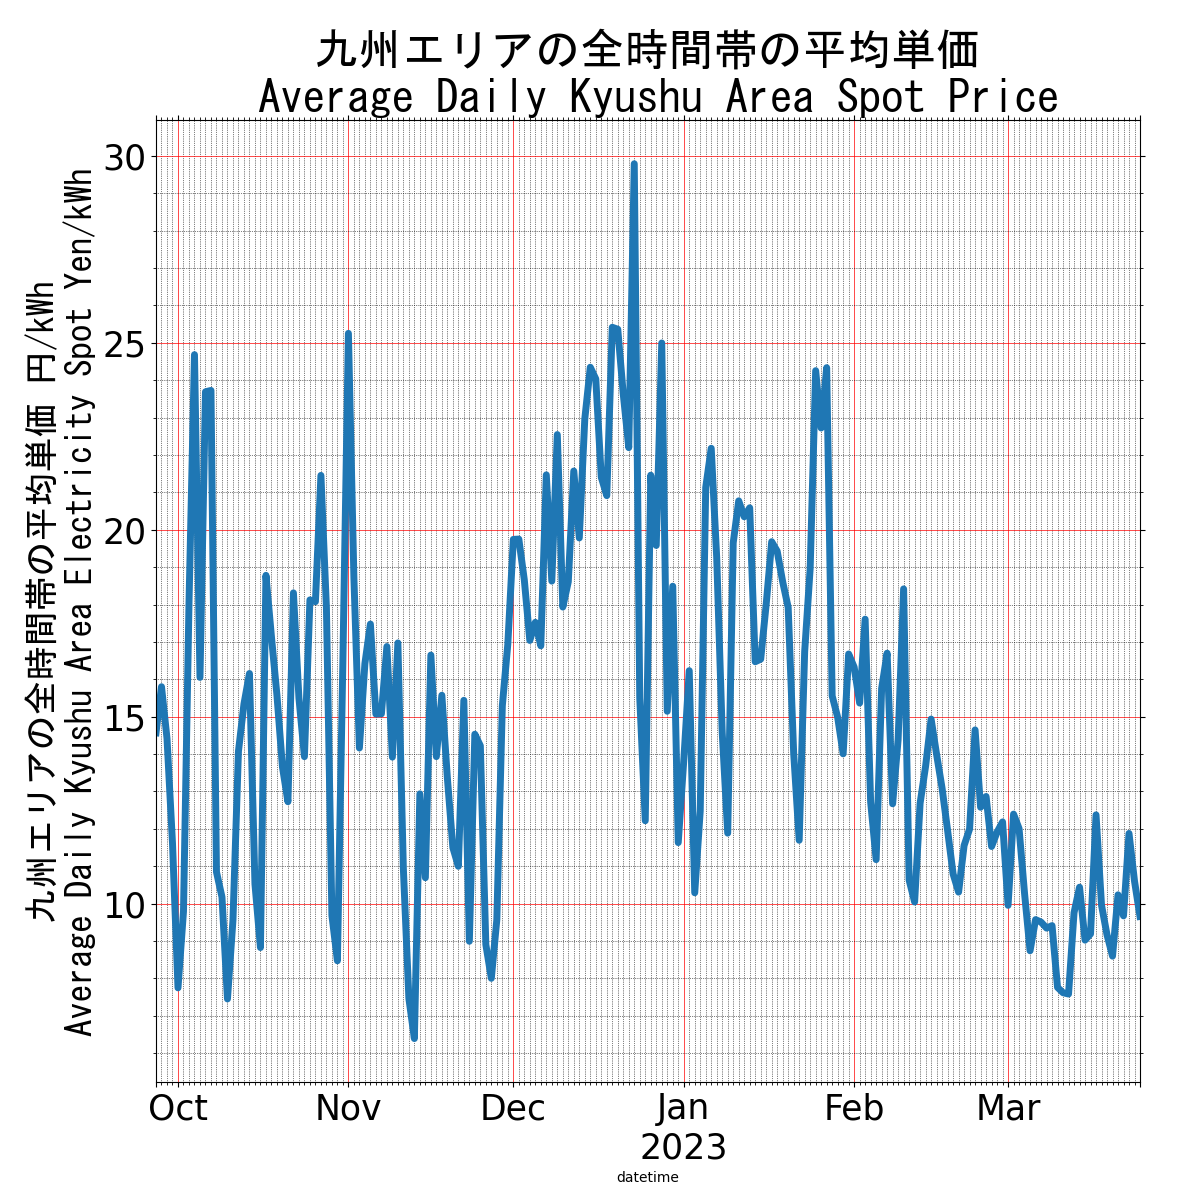 九州エリアの全時間帯の平均単価
Average Daily Kyushu Area Spot Price
九州エリアの全時間帯の平均単価 円/kWh
Average Daily Kyushu Area Electricity Spot Yen/kWh
30
25
20
15
10
Oct Nov Dec Jan Feb Mar
2023
datetime